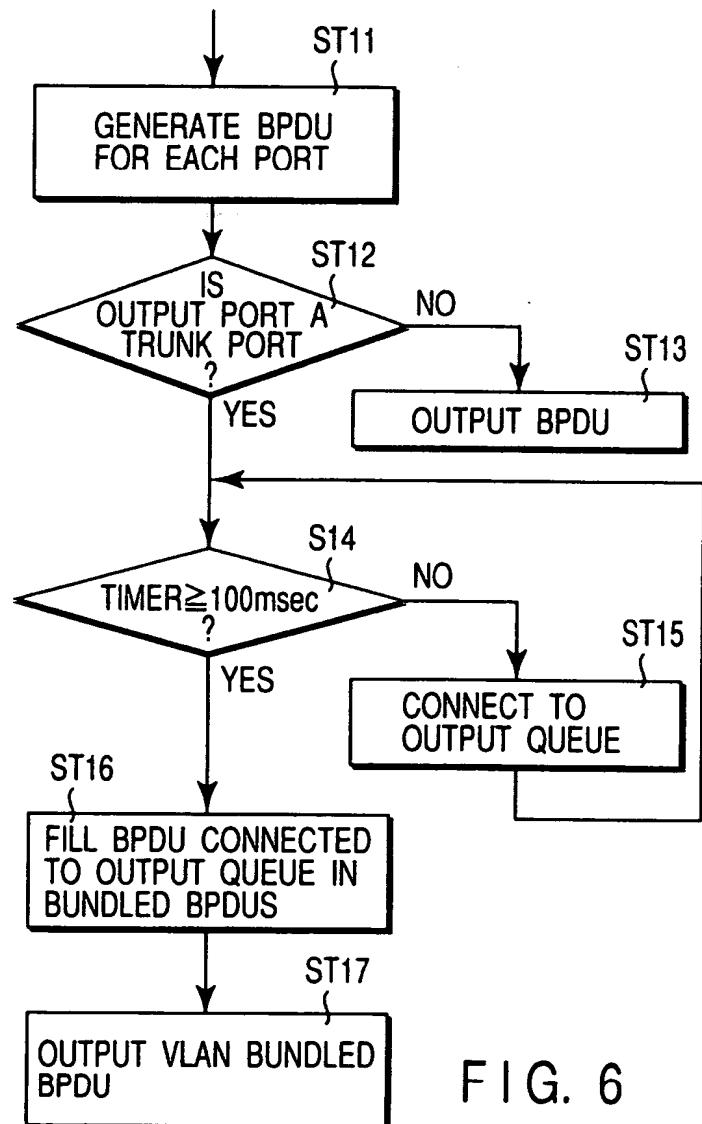 ST11
GENERATE BPDU
FOR EACH PORT
ST12
IS
OUTPUT PORT A
TRUNK PORT
?
NO
YES
ST13
OUTPUT BPDU
S14
TIMER≧100msec
?
NO
YES
ST15
CONNECT TO
OUTPUT QUEUE
ST16
FILL BPDU CONNECTED
TO OUTPUT QUEUE IN
BUNDLED BPDUS
ST17
OUTPUT VLAN BUNDLED
BPDU
FIG. 6